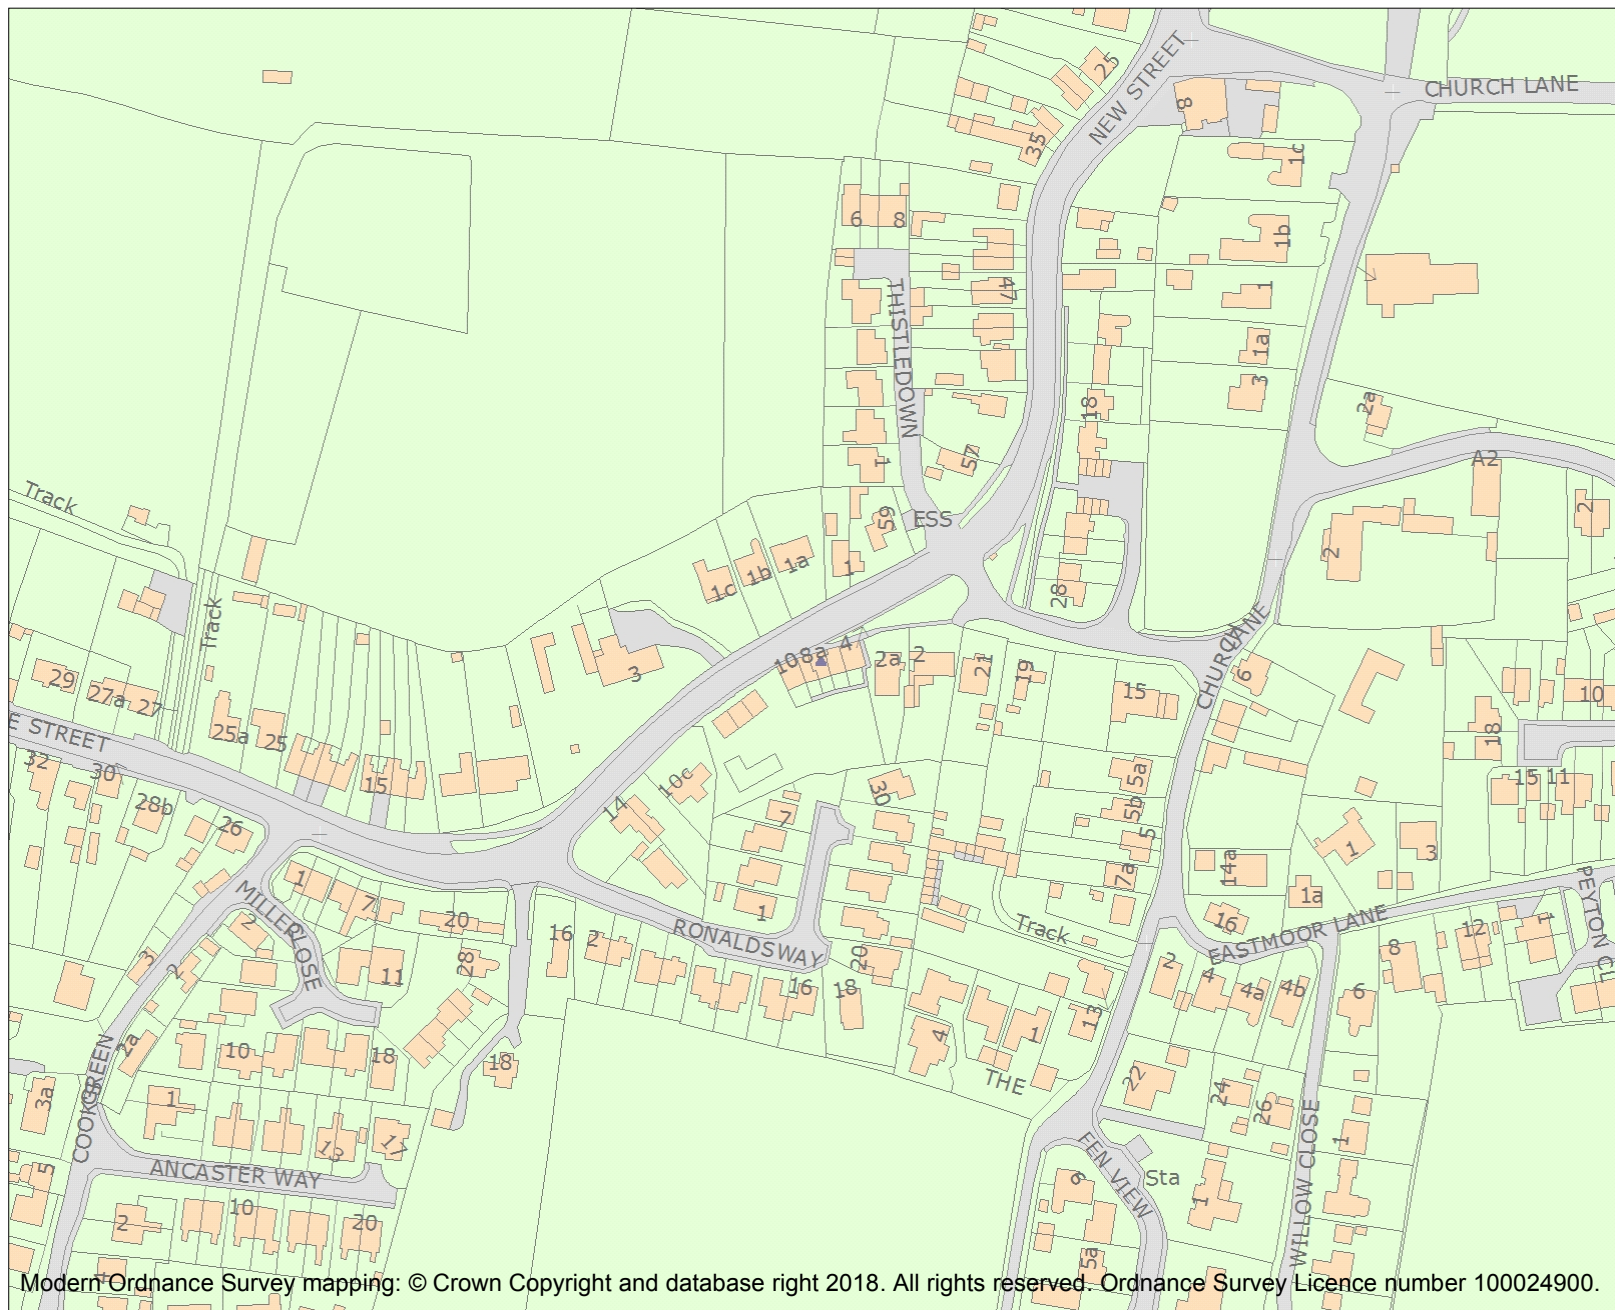 25
NEW STREET
CHURCH LANE
8
35
1c
6
8
1b
47
1
THISTLEDOWN
1a
3
18
2a
57
1
A2
Track
59
ESS
2
2
1c
1b
1a
1
28
Track
CHURCH LANE
10
8a
4
2a
2
21
19
3
15
6
29
27a
27
10
E STREET
25a
25
18
32
30
15
28b
26
14
10c
30
7
5a
5b
5
15
11
1
3
7a
14a
1a
MILLER CLOSE
1
7
20
1
16
2
RONALDSWAY
Track
16
EASTMOOR LANE
PEYTON CL
1
12
8
2
3
2
11
28
20
16
18
2
4
4a
4b
6
13
1
4
2a
10
18
18
THE
22
24
26
3a
COOKS GREEN
1
13
17
1
FEN VIEW
Sta
WILLOW CLOSE
5
ANCASTER WAY
6
1
2
10
20
4
5a
Modern Ordnance Survey mapping: © Crown Copyright and database right 2018. All rights reserved. Ordnance Survey Licence number 100024900.